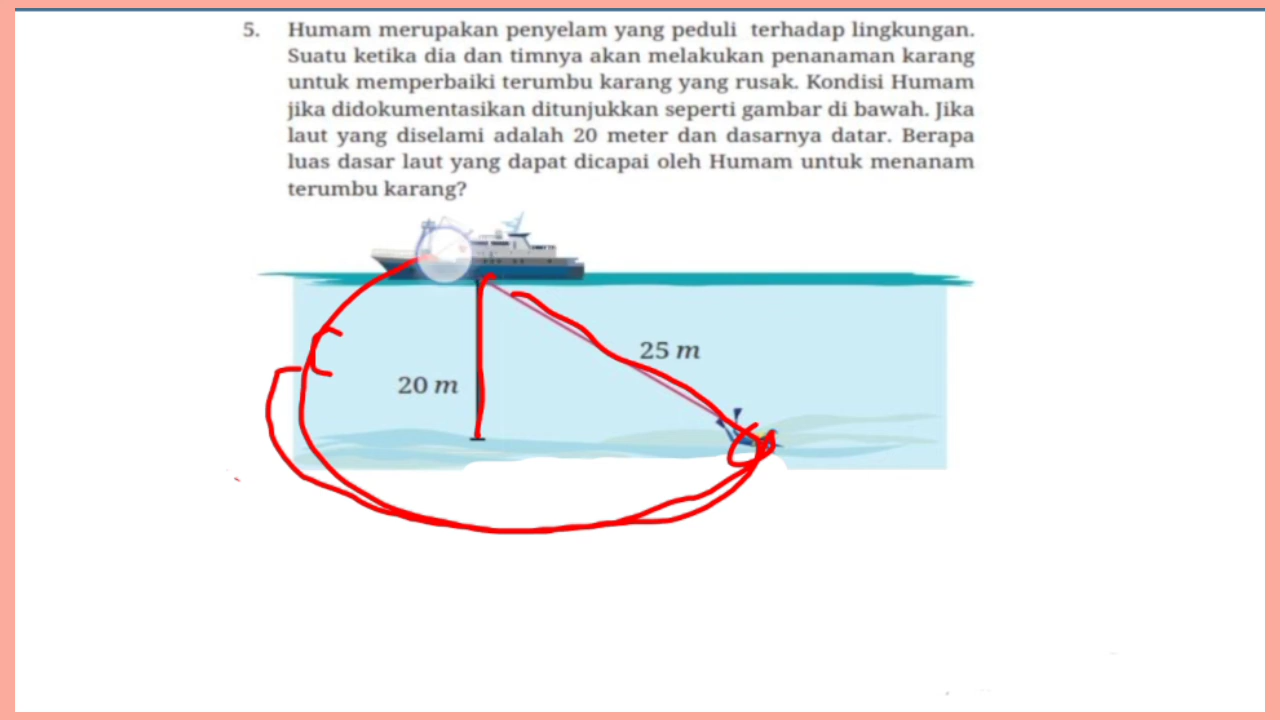 5. Humam merupakan penyelam yang peduli terhadap lingkungan.
Suatu ketika dia dan timnya akan melakukan penanaman karang
untuk memperbaiki terumbu karang yang rusak. Kondisi Humam
jika didokumentasikan ditunjukkan seperti gambar di bawah. Jika
laut yang diselami adalah 20 meter dan dasarnya datar. Berapa
luas dasar laut yang dapat dicapai oleh Humam untuk menanam
terumbu karang?
25 m
20 m